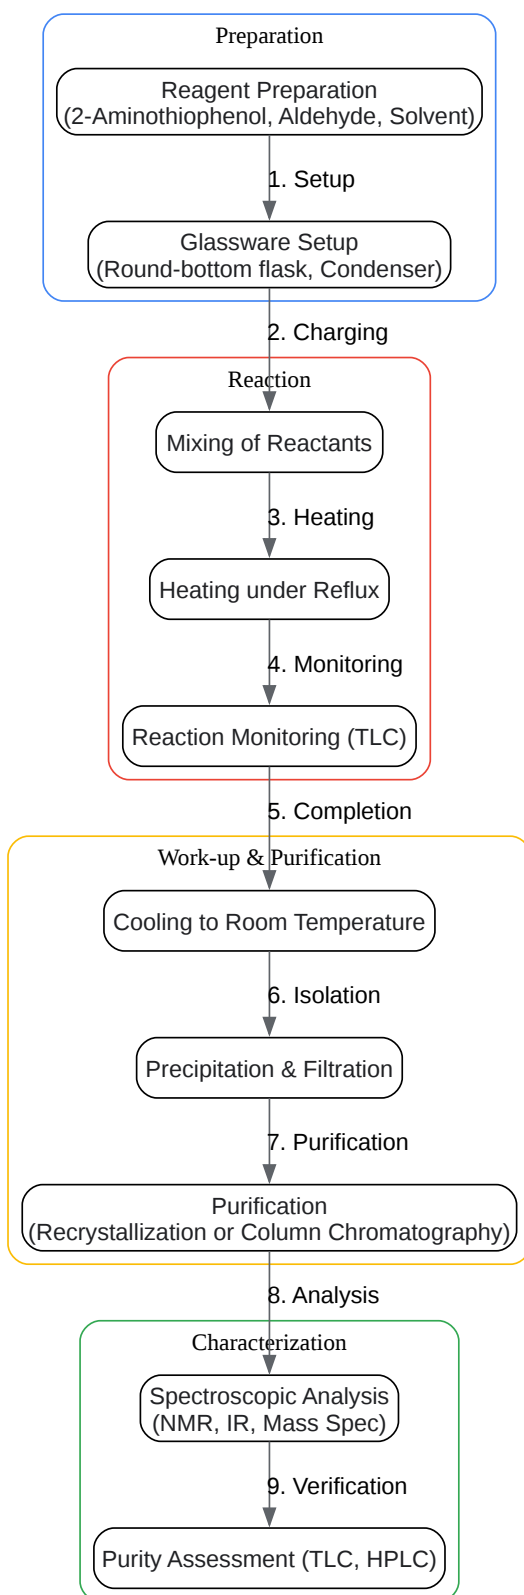 Preparation
Reagent Preparation
(2-Aminothiophenol, Aldehyde, Solvent)
1. Setup
Glassware Setup
(Round-bottom flask, Condenser)
2. Charging
Reaction
Mixing of Reactants
3. Heating
Heating under Reflux
4. Monitoring
Reaction Monitoring (TLC)
5. Completion
Work-up & Purification
Cooling to Room Temperature
6. Isolation
Precipitation & Filtration
7. Purification
Purification
(Recrystallization or Column Chromatography)
8. Analysis
Characterization
Spectroscopic Analysis
(NMR, IR, Mass Spec)
9. Verification
Purity Assessment (TLC, HPLC)